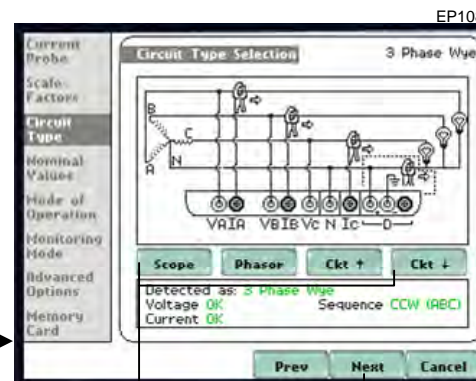 EP10
Current
Probe
Scale
Factors
Circuit
Type
Nominal
Values
Mode of
Operation
Monitoring
Mode
Advanced
Options
Memory
Card
Circuit Type Selection
3 Phase Wye
B
C
A
N
VA IA VB IB Vc N Ic D
Scope Phasor Ckt ↑ Ckt ↓
Detected as: 3 Phase Wye
Voltage OK Sequence CCW (ABC)
Current OK
Prev Next Cancel